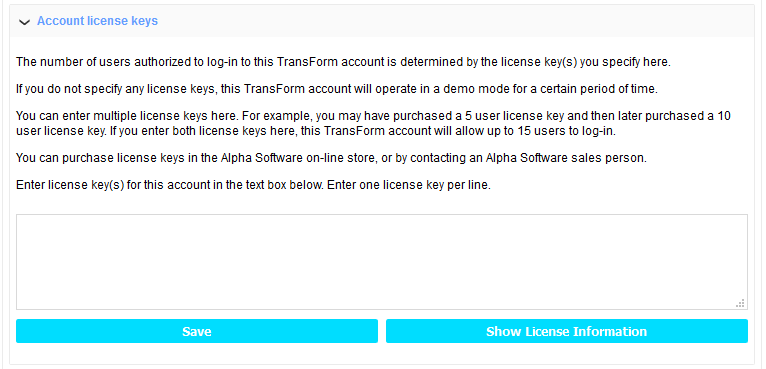 Account license keys
The number of users authorized to log-in to this TransForm account is determined by the license key(s) you specify here.
If you do not specify any license keys, this TransForm account will operate in a demo mode for a certain period of time.
You can enter multiple license keys here. For example, you may have purchased a 5 user license key and then later purchased a 10
user license key. If you enter both license keys here, this TransForm account will allow up to 15 users to log-in.
You can purchase license keys in the Alpha Software on-line store, or by contacting an Alpha Software sales person.
Enter license key(s) for this account in the text box below. Enter one license key per line.
Save
Show License Information